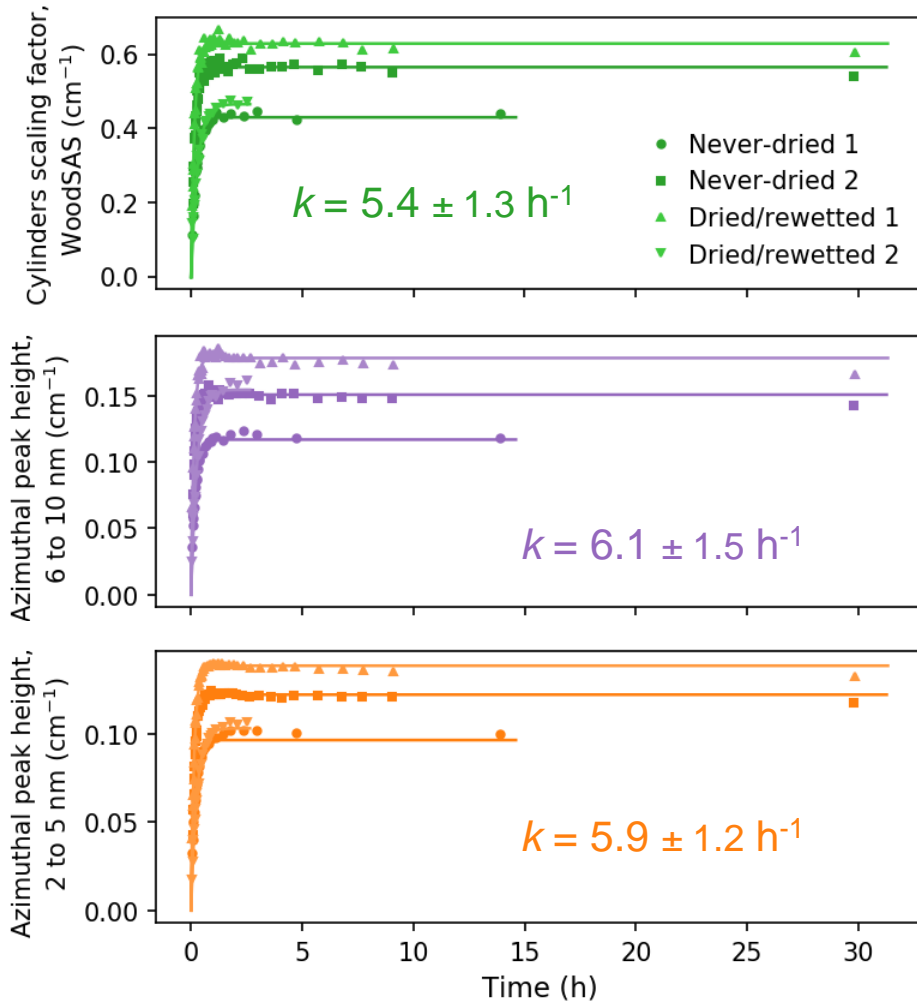 Cylinders scaling factor,
WoodSAS (cm⁻¹)
0.6
0.4
0.2
0.0
Never-dried 1
Never-dried 2
Dried/rewetted 1
Dried/rewetted 2
k = 5.4 ± 1.3 h⁻¹
Azimuthal peak height,
6 to 10 nm (cm⁻¹)
0.15
0.10
0.05
0.00
k = 6.1 ± 1.5 h⁻¹
Azimuthal peak height,
2 to 5 nm (cm⁻¹)
0.10
0.05
0.00
k = 5.9 ± 1.2 h⁻¹
0 5 10 15 20 25 30
Time (h)